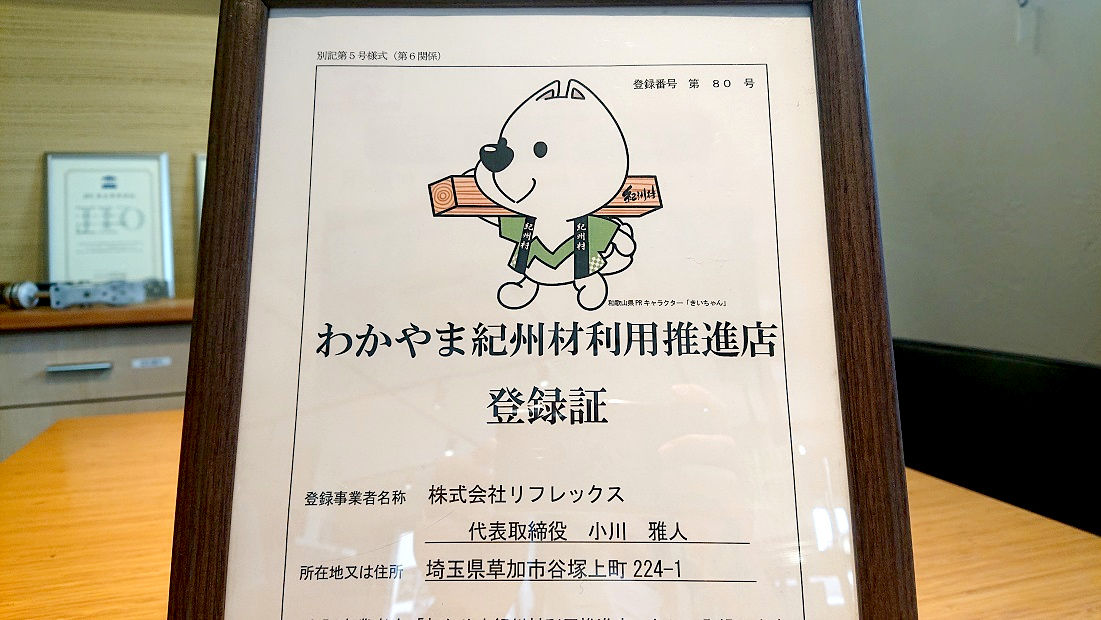 別記第５号様式（第６関係）
登録番号　第　８０　号
紀州材
紀州材
紀州材
和歌山県PRキャラクター「きいちゃん」
わかやま紀州材利用推進店
登録証
登録事業者名称　株式会社リフレックス
代表取締役　小川　雅人
所在地又は住所　埼玉県草加市谷塚上町 224-1